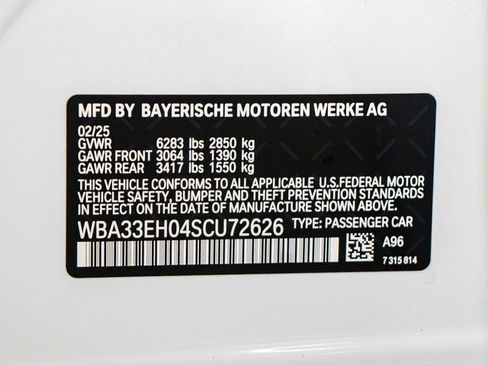 MFD BY BAYERISCHE MOTOREN WERKE AG
02/25
GVWR 6283 lbs 2850 kg
GAWR FRONT 3064 lbs 1390 kg
GAWR REAR 3417 lbs 1550 kg
THIS VEHICLE CONFORMS TO ALL APPLICABLE U.S.FEDERAL MOTOR
VEHICLE SAFETY, BUMPER AND THEFT PREVENTION STANDARDS
IN EFFECT ON THE DATE OF MANUFACTURE SHOWN ABOVE.
WBA33EH04SCU72626 TYPE: PASSENGER CAR
A96
7 315 814